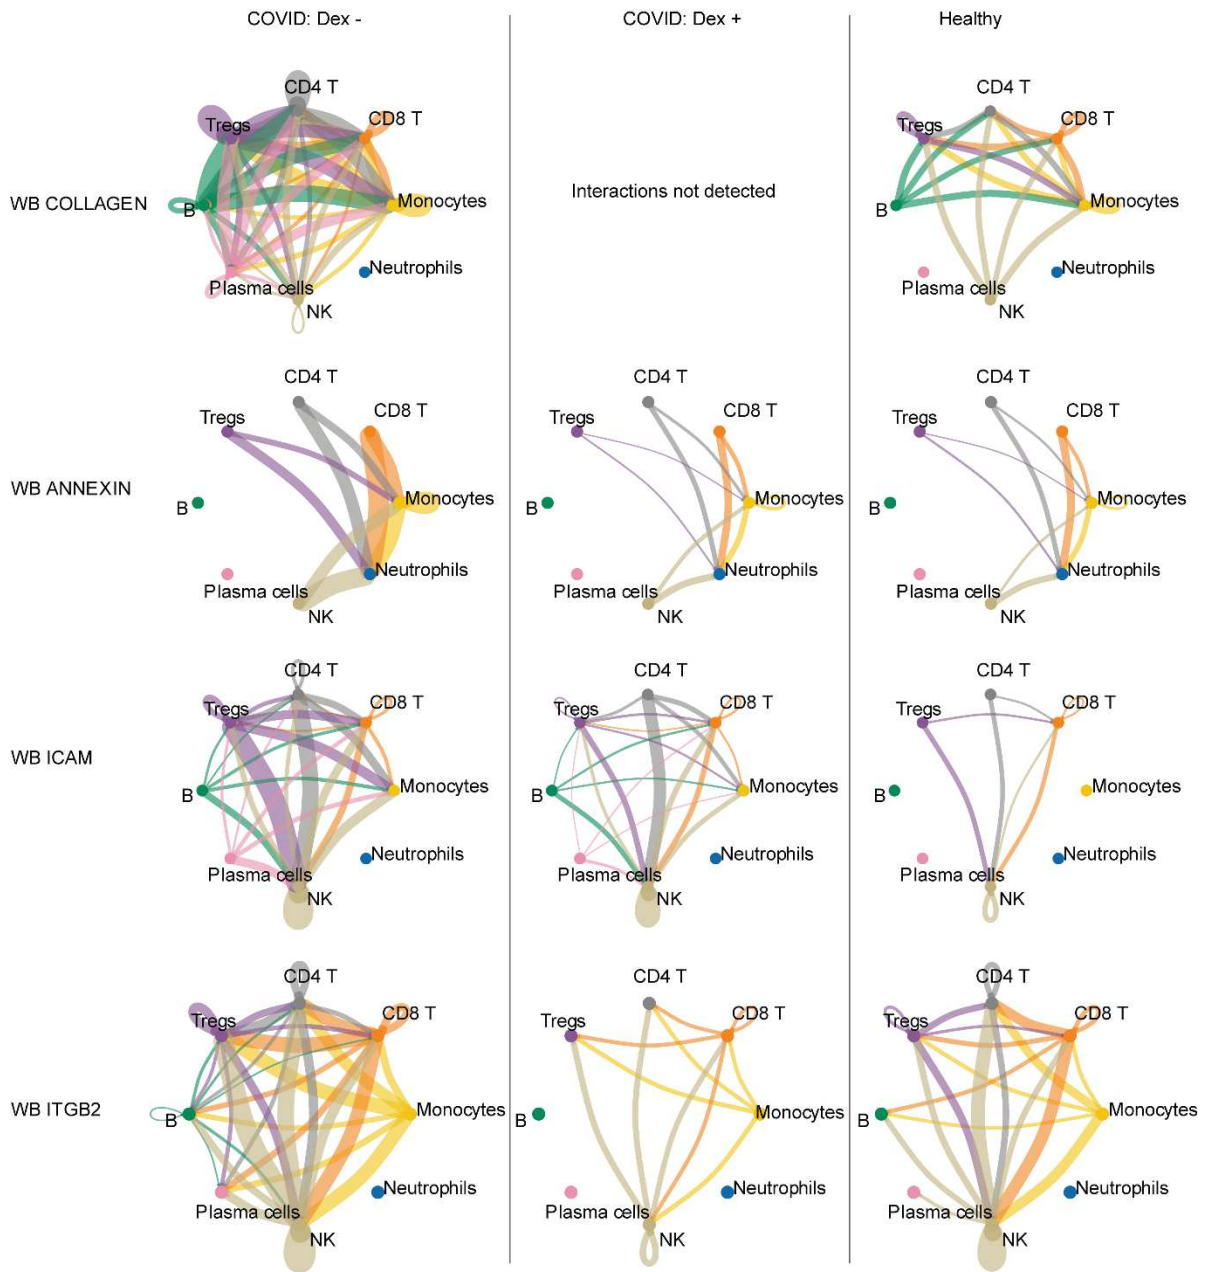 COVID: Dex -
COVID: Dex +
Healthy
WB COLLAGEN
CD4 T
CD8 T
Tregs
Monocytes
B
Neutrophils
Plasma cells
NK
Interactions not detected
CD4 T
CD8 T
Tregs
Monocytes
B
Neutrophils
Plasma cells
NK
WB ANNEXIN
CD4 T
CD8 T
Tregs
Monocytes
B
Neutrophils
Plasma cells
NK
CD4 T
CD8 T
Tregs
Monocytes
B
Neutrophils
Plasma cells
NK
CD4 T
CD8 T
Tregs
Monocytes
B
Neutrophils
Plasma cells
NK
WB ICAM
CD4 T
CD8 T
Tregs
Monocytes
B
Neutrophils
Plasma cells
NK
CD4 T
CD8 T
Tregs
Monocytes
B
Neutrophils
Plasma cells
NK
CD4 T
CD8 T
Tregs
Monocytes
B
Neutrophils
Plasma cells
NK
WB ITGB2
CD4 T
CD8 T
Tregs
Monocytes
B
Neutrophils
Plasma cells
NK
CD4 T
CD8 T
Tregs
Monocytes
B
Neutrophils
Plasma cells
NK
CD4 T
CD8 T
Tregs
Monocytes
B
Neutrophils
Plasma cells
NK